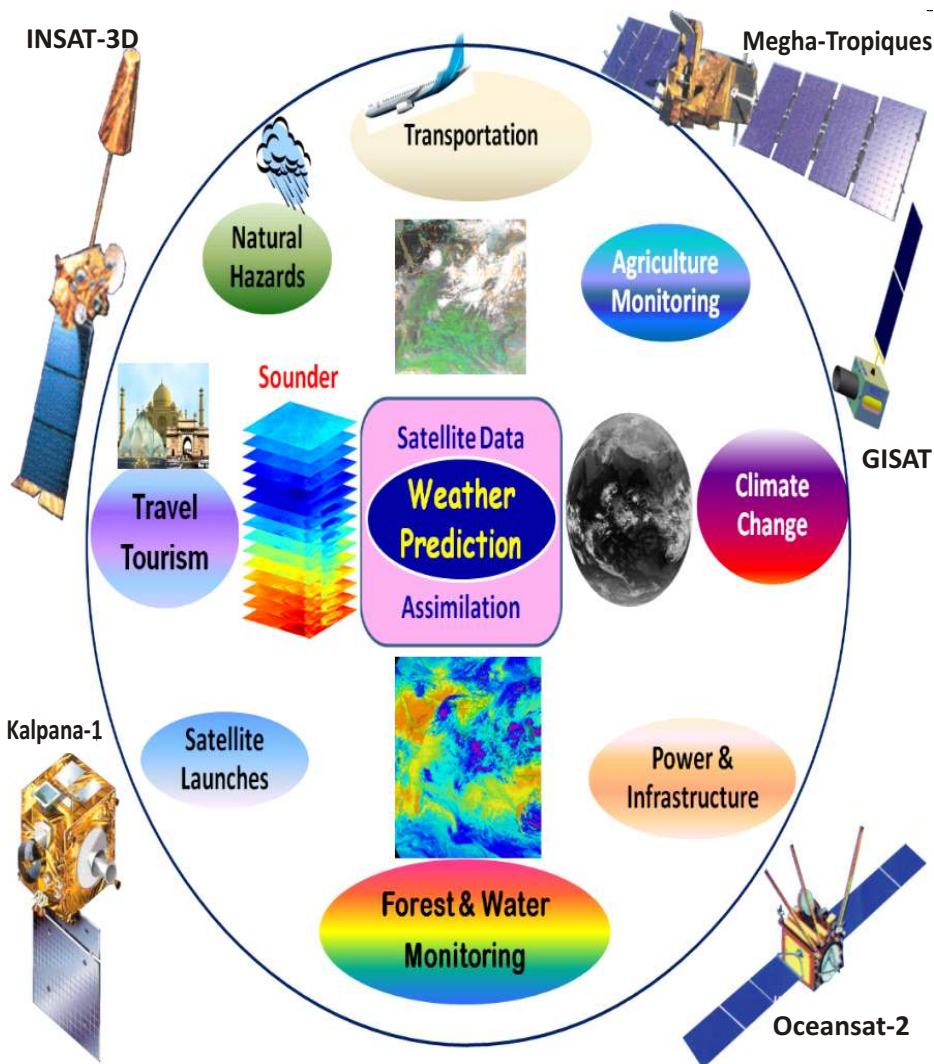 INSAT-3D
Megha-Tropiques
Transportation
Natural
Hazards
Agriculture
Monitoring
Sounder
Satellite Data
Weather
Prediction
Assimilation
GISAT
Travel
Tourism
Climate
Change
Kalpana-1
Satellite
Launches
Power &
Infrastructure
Forest & Water
Monitoring
Oceansat-2